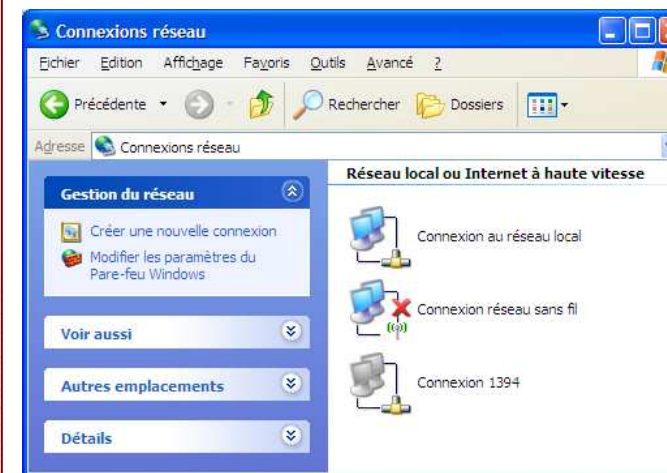 Connexions réseau
Fichier Edition Affichage Favoris Outils Avancé ?
Précédente Rechercher Dossiers
Adresse Connexions réseau
Gestion du réseau
Créer une nouvelle connexion
Modifier les paramètres du
Pare-feu Windows
Voir aussi
Autres emplacements
Détails
Réseau local ou Internet à haute vitesse
Connexion au réseau local
Connexion réseau sans fil
Connexion 1394